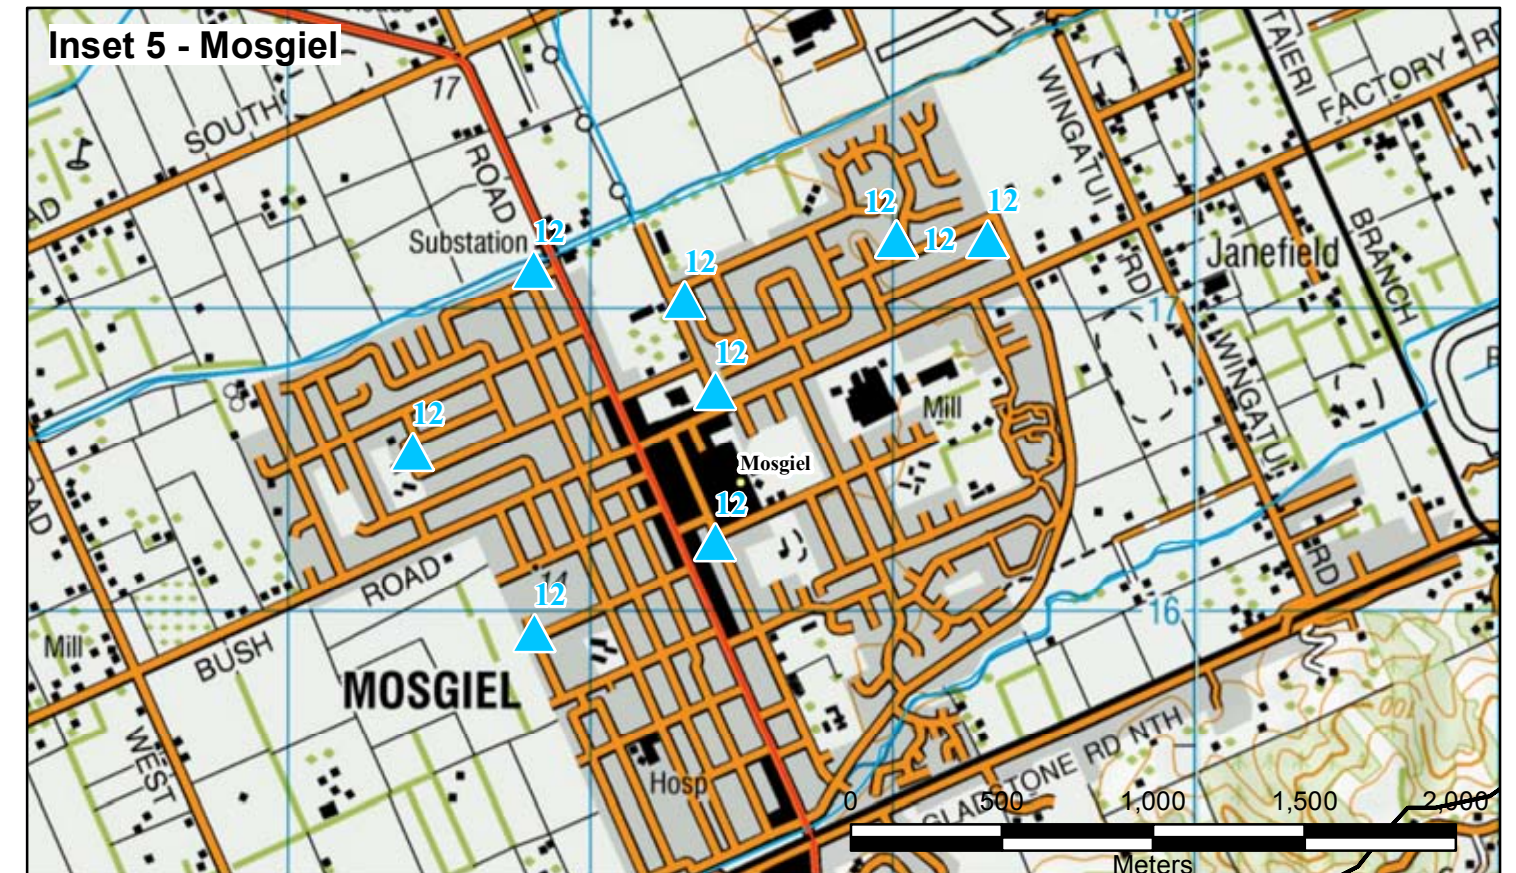 Inset 5 - Mosgiel
17
SOUTH
ROAD
TAIERI
FACTORY
WINGATUI
RD
BRANCH
Janefield
Substation
12
12
12
12
12
12
12
12
12
17
WINGATUI
RD
Mill
Mosgiel
ROAD
BUSH
Mill
MOSGIEL
WEST
Hosp
16
GLADSTONE RD NTH
0 500 1,000 1,500 2,000
Meters